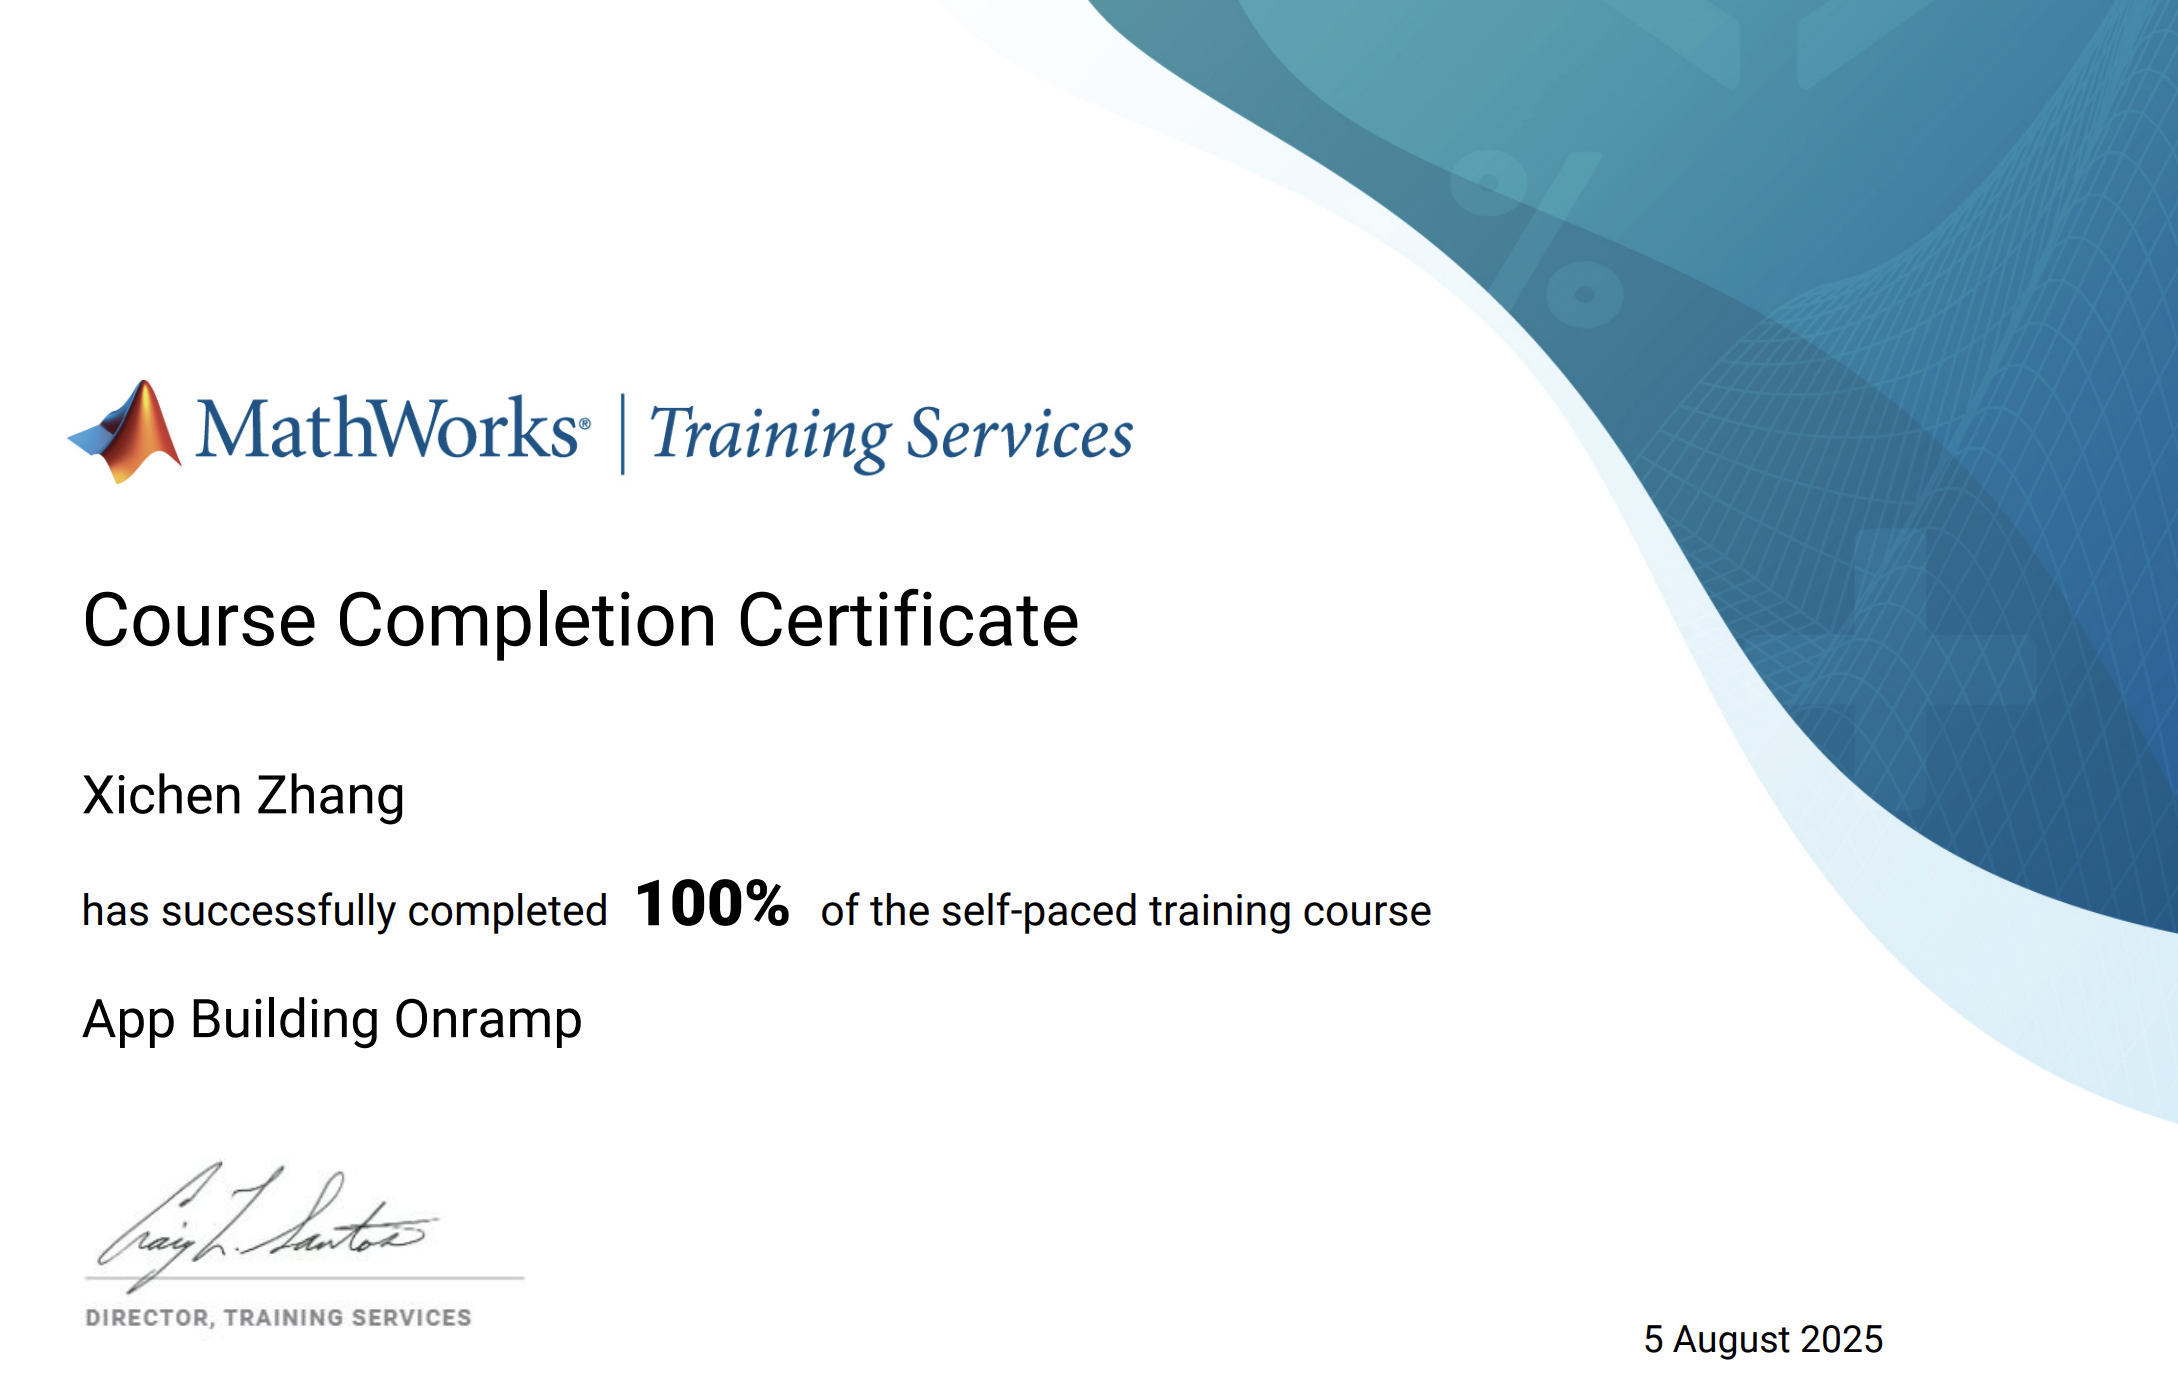 MathWorks® | Training Services
Course Completion Certificate
Xichen Zhang
has successfully completed 100% of the self-paced training course
App Building Onramp
Craig L. Santos
DIRECTOR, TRAINING SERVICES
5 August 2025